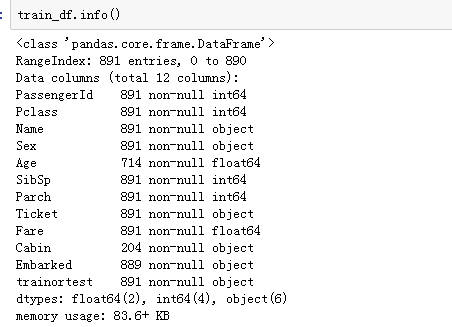 train_df.info()
<class 'pandas.core.frame.DataFrame'>
RangeIndex: 891 entries, 0 to 890
Data columns (total 12 columns):
PassengerId    891 non-null int64
Pclass         891 non-null int64
Name           891 non-null object
Sex            891 non-null object
Age            714 non-null float64
SibSp          891 non-null int64
Parch          891 non-null int64
Ticket         891 non-null object
Fare           891 non-null float64
Cabin          204 non-null object
Embarked       889 non-null object
trainortest    891 non-null object
dtypes: float64(2), int64(4), object(6)
memory usage: 83.6+ KB